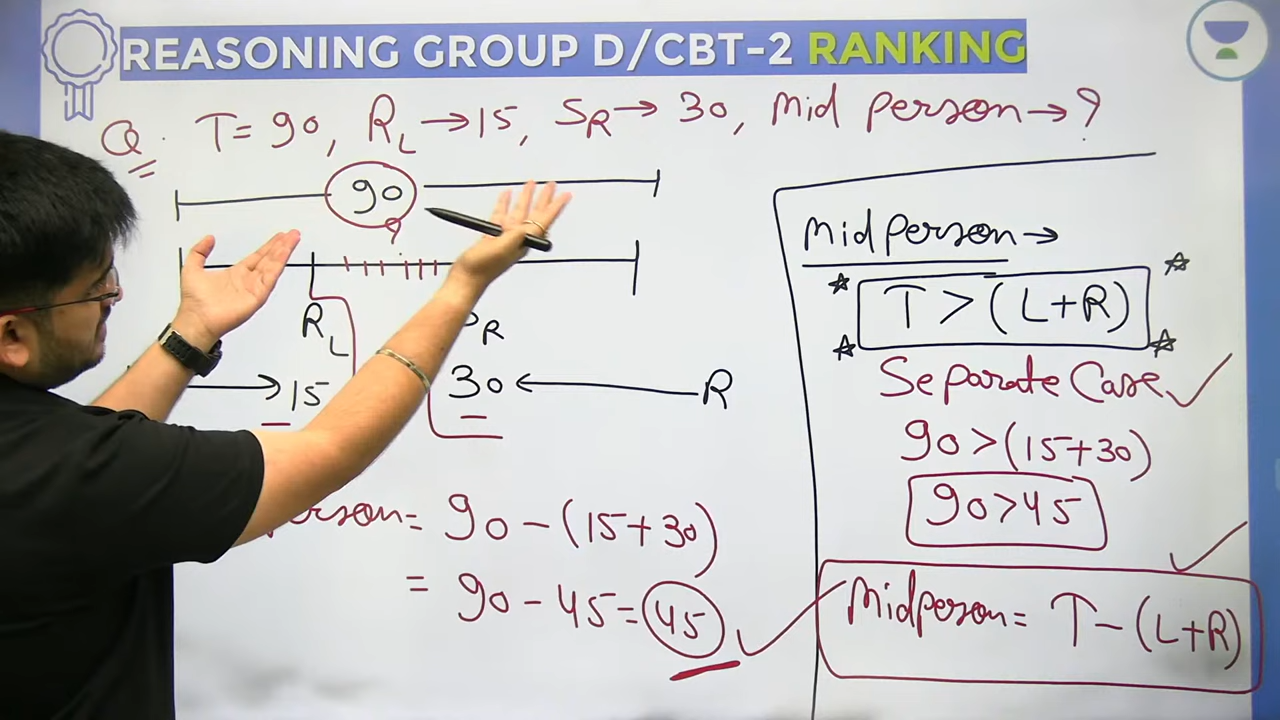 REASONING GROUP D/CBT-2 RANKING
Q. T=90, RL→15, SR→30, Mid person→?
90
?
RL
R
→15
30←R
person= 90-(15+30)
= 90-45=45
Midperson→
T>(L+R)
Separate Case
90>(15+30)
90>45
Midperson= T-(L+R)